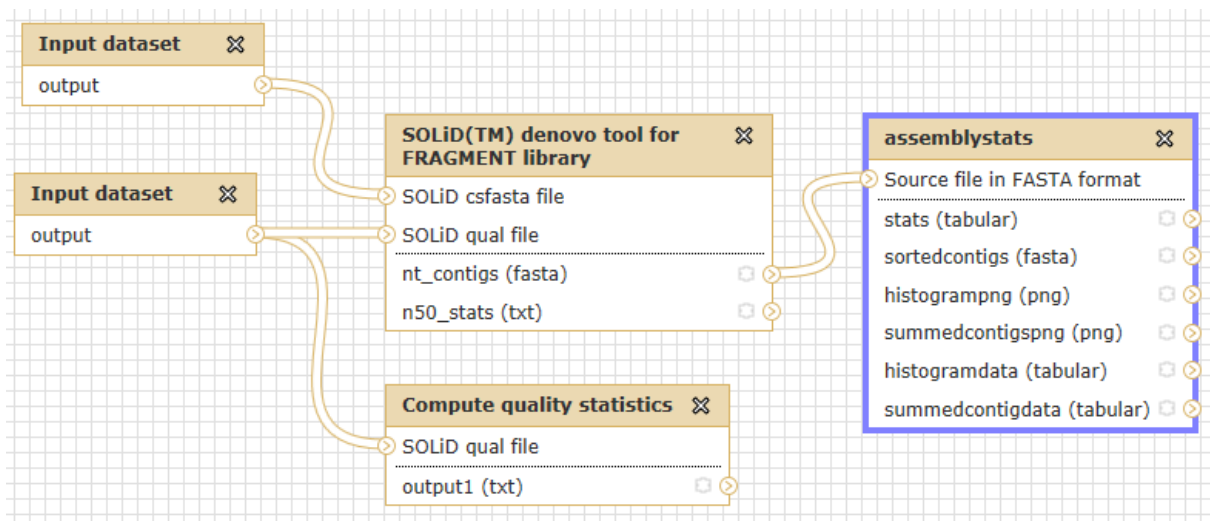 Input dataset
output
Input dataset
output
SOLiD(TM) denovo tool for
FRAGMENT library
SOLiD csfasta file
SOLiD qual file
nt_contigs (fasta)
n50_stats (txt)
Compute quality statistics
SOLiD qual file
output1 (txt)
assemblystats
Source file in FASTA format
stats (tabular)
sortedcontigs (fasta)
histogrampng (png)
summedcontigspng (png)
histogramdata (tabular)
summedcontigdata (tabular)